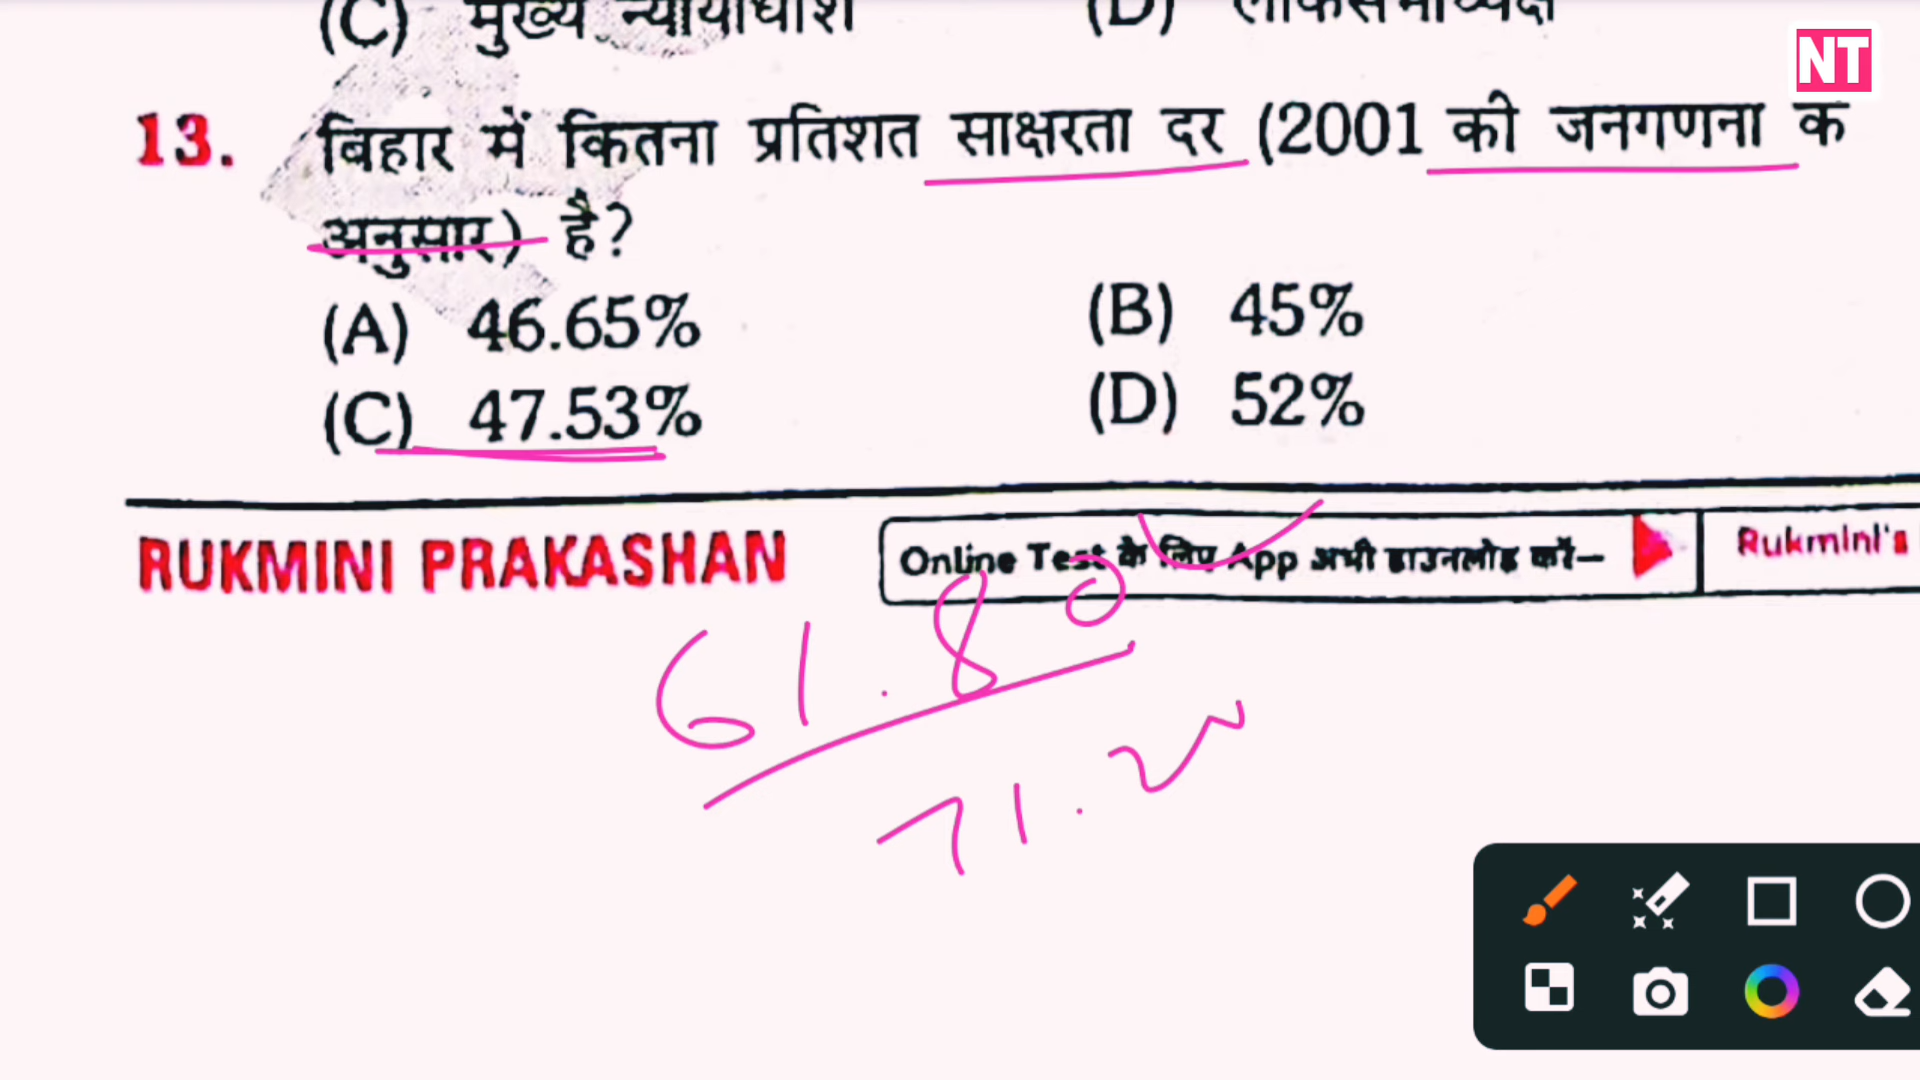 (C) मुख्य न्यायाधीश (D) लोकसभाध्यक्ष
NT
13. बिहार में कितना प्रतिशत साक्षरता दर (2001 की जनगणना क
अनुसार) है?
(A) 46.65% (B) 45%
(C) 47.53% (D) 52%
RUKMINI PRAKASHAN Online Test के लिए App अभी डाउनलोड करें– Rukmini's
61.80
71.2